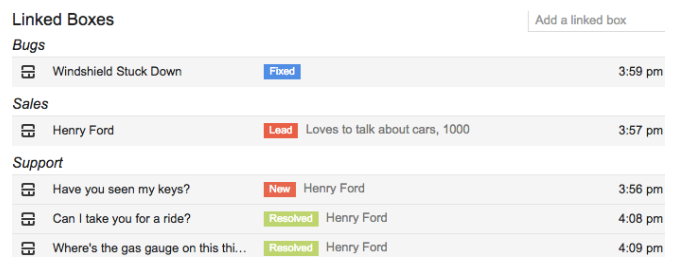 Linked Boxes
Add a linked box
Bugs
Windshield Stuck Down Fixed 3:59 pm
Sales
Henry Ford Lead Loves to talk about cars, 1000 3:57 pm
Support
Have you seen my keys? New Henry Ford 3:56 pm
Can I take you for a ride? Resolved Henry Ford 4:08 pm
Where's the gas gauge on this thi... Resolved Henry Ford 4:09 pm